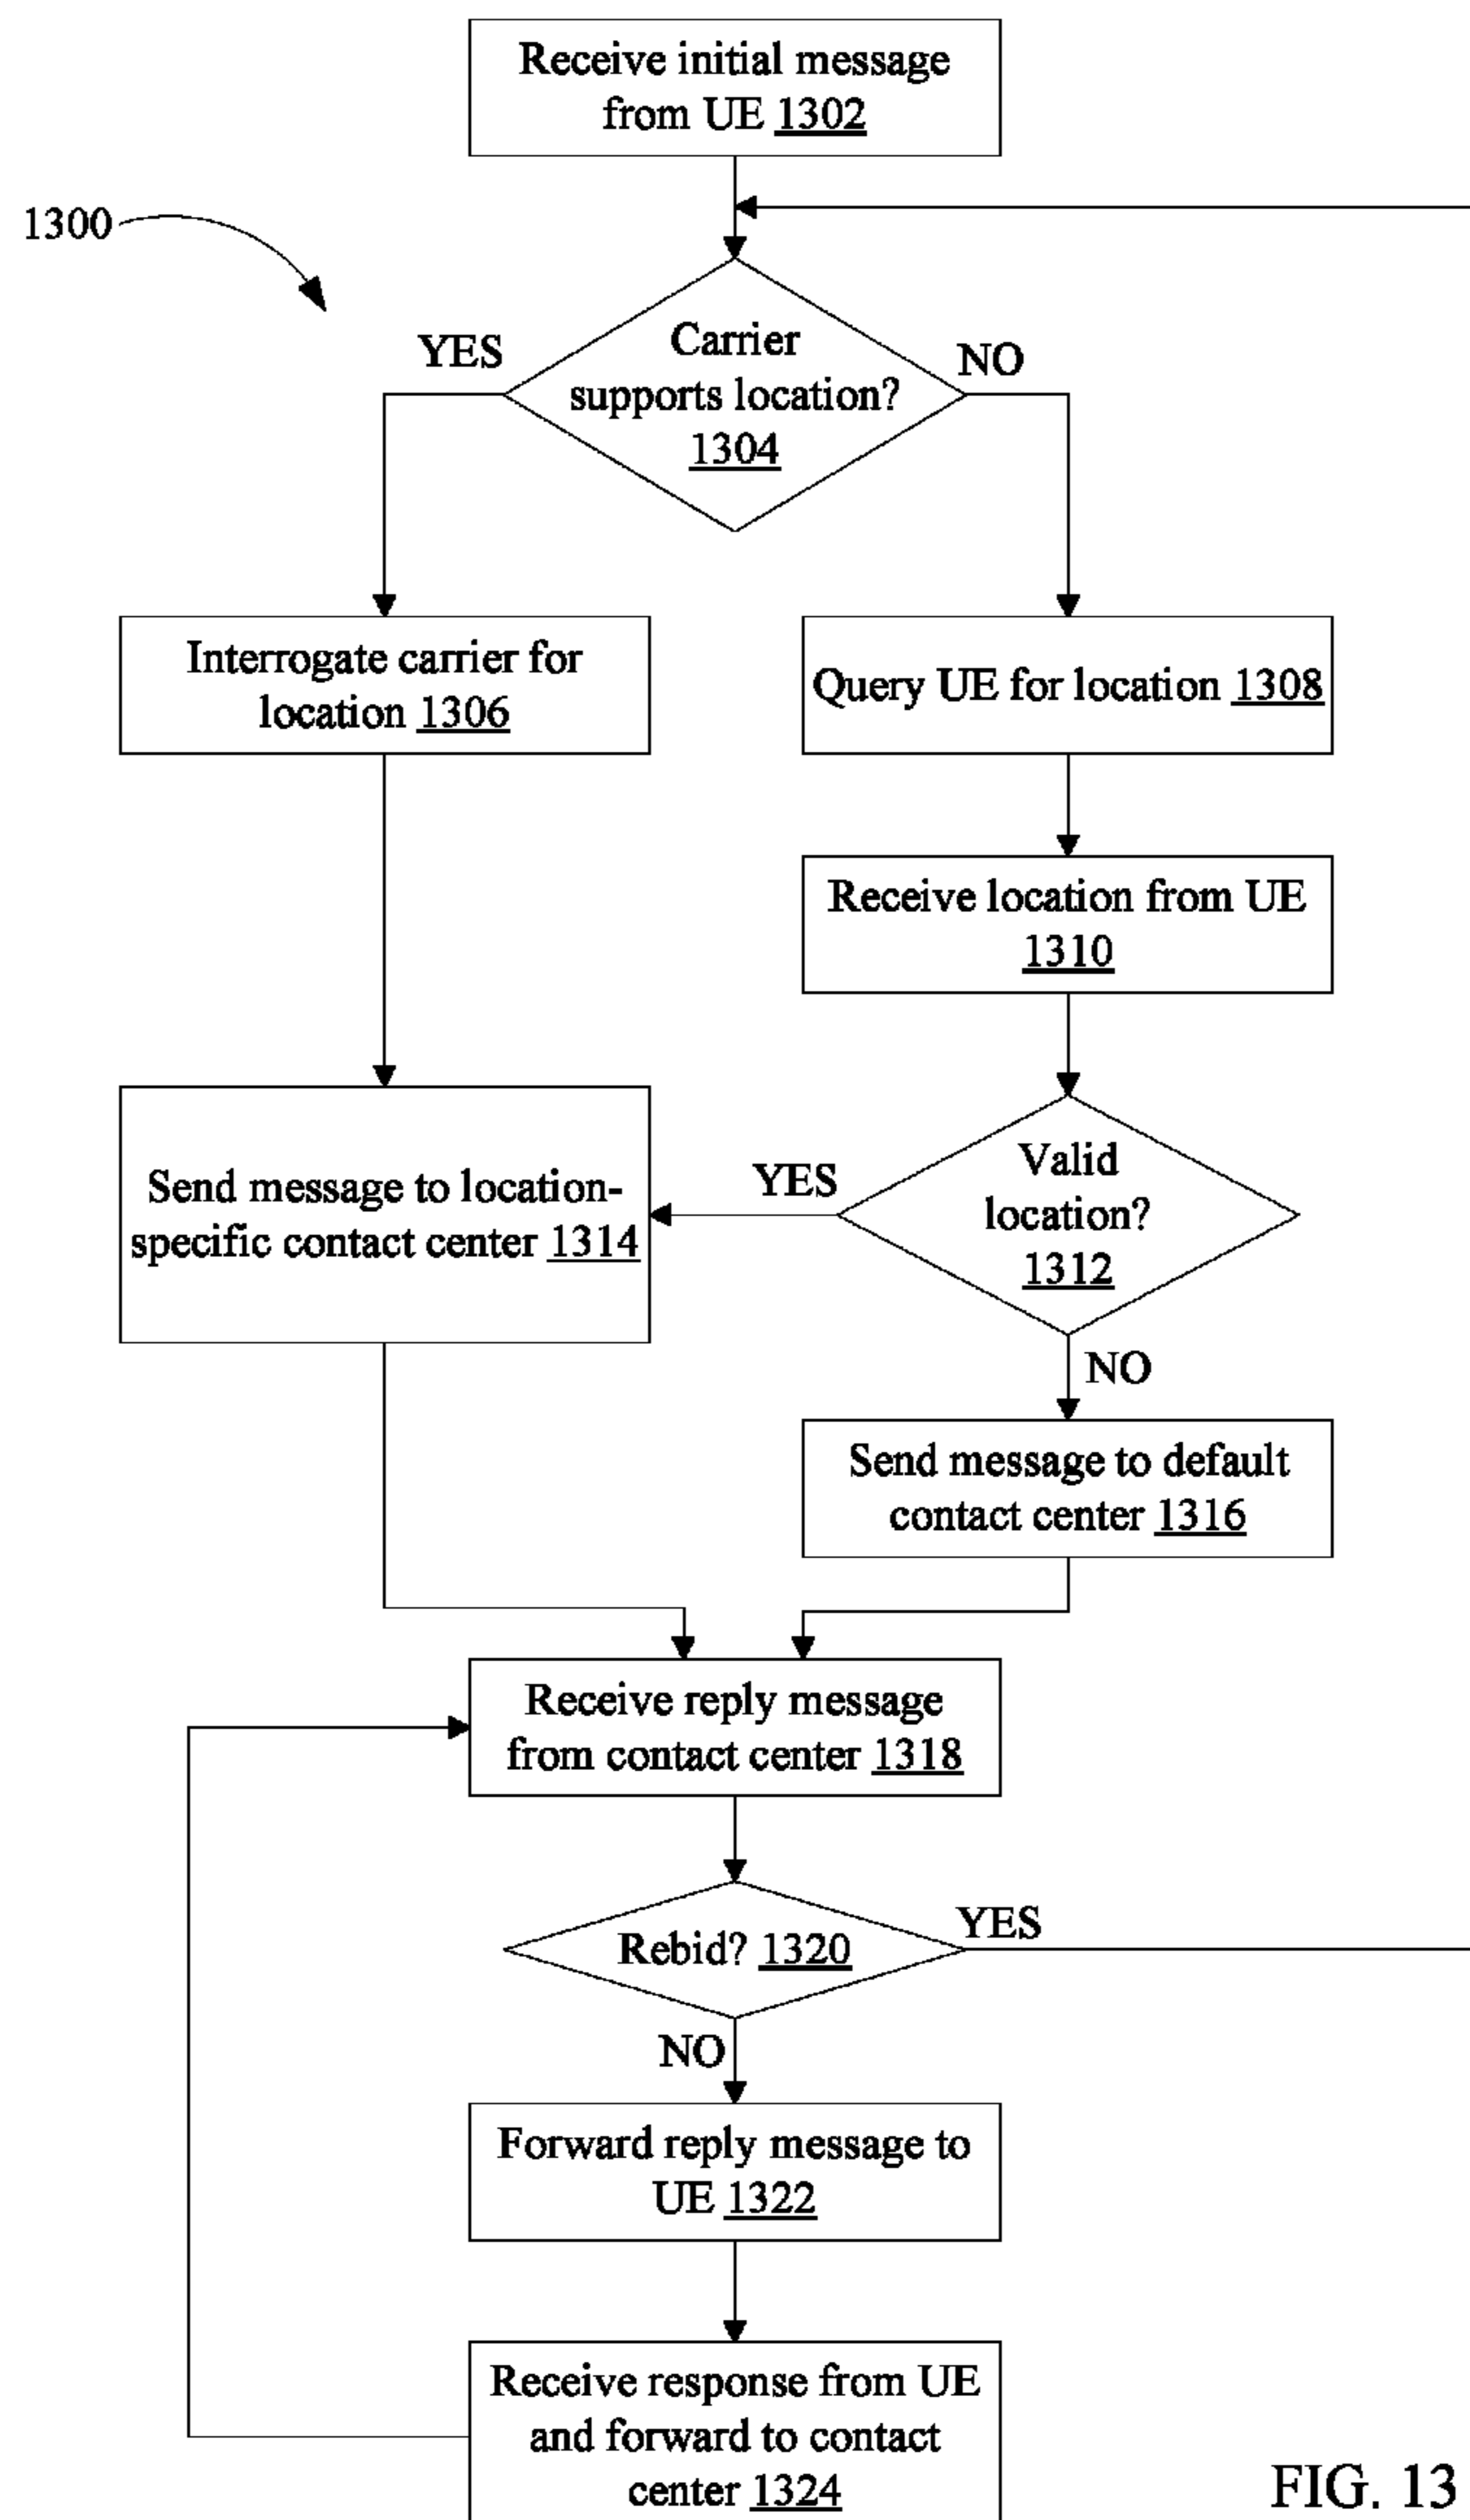 Receive initial message
from UE 1302
1300
YES
Carrier
supports location?
1304
NO
Interrogate carrier for
location 1306
Query UE for location 1308
Receive location from UE
1310
Send message to location-
specific contact center 1314
YES
Valid
location?
1312
NO
Send message to default
contact center 1316
Receive reply message
from contact center 1318
Rebid? 1320
YES
NO
Forward reply message to
UE 1322
Receive response from UE
and forward to contact
center 1324
FIG. 13